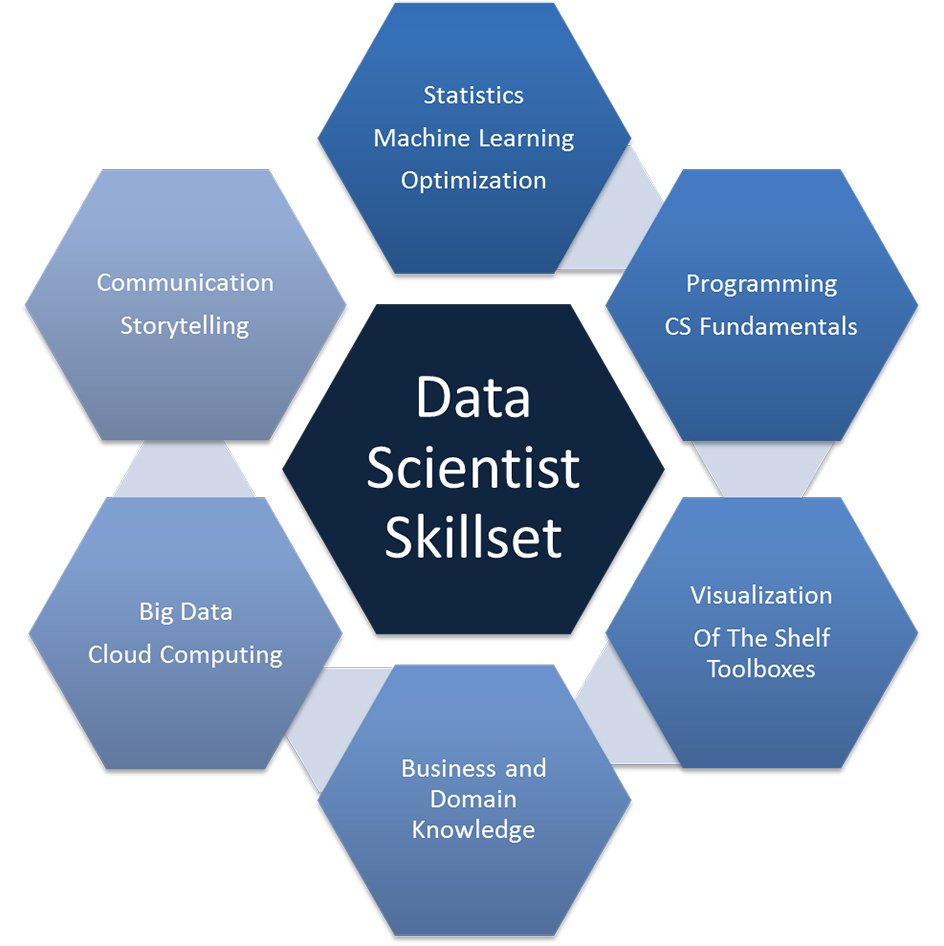 Statistics
Machine Learning
Optimization
Programming
CS Fundamentals
Communication
Storytelling
Data
Scientist
Skillset
Visualization
Of The Shelf
Toolboxes
Big Data
Cloud Computing
Business and
Domain
Knowledge